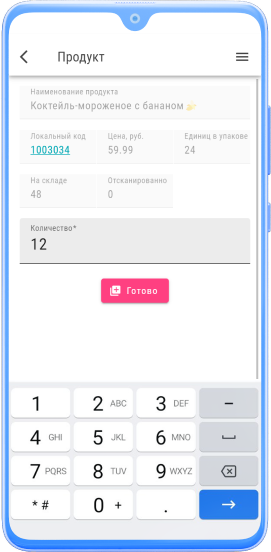 Продукт
Наименование продукта
Коктейль-мороженое с бананом 🍌
Локальный код Цена, руб. Единиц в упаковке
1003034 59.99 24
На складе Отсканированно
48 0
Количество*
12
Готово
1 2 ABC 3 DEF –
4 GHI 5 JKL 6 MNO
7 PQRS 8 TUV 9 WXYZ
* # 0 + .